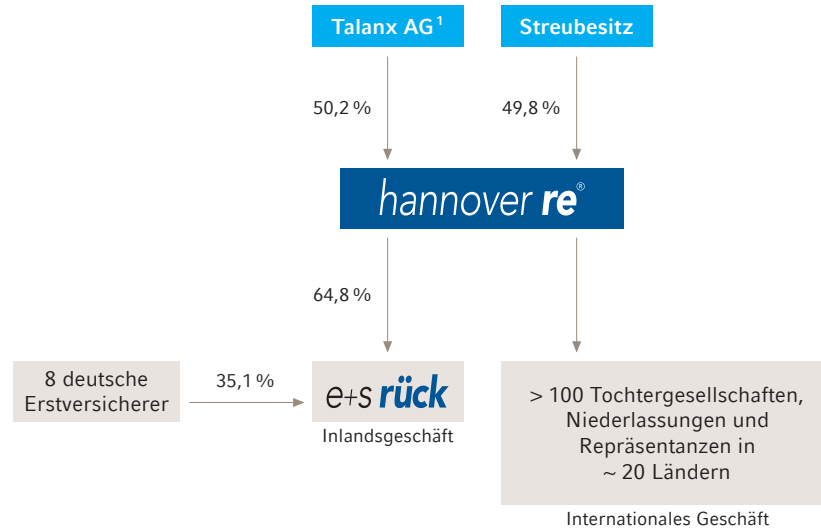 Talanx AG¹
Streubesitz
50,2 %
49,8 %
hannover re®
64,8 %
8 deutsche
Erstversicherer
35,1 %
e+s rück
Inlandsgeschäft
> 100 Tochtergesellschaften,
Niederlassungen und
Repräsentanzen in
~ 20 Ländern
Internationales Geschäft